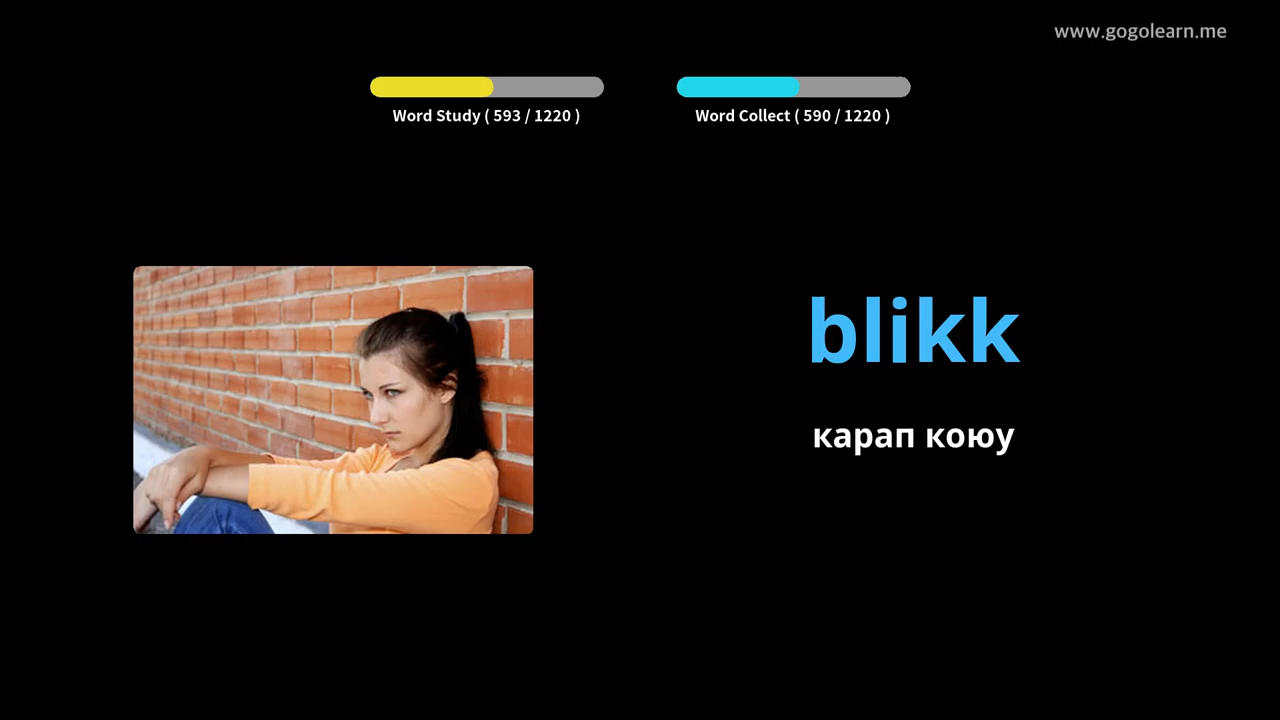 www.gogolearn.me
Word Study ( 593 / 1220 )
Word Collect ( 590 / 1220 )
blikk
карап коюу